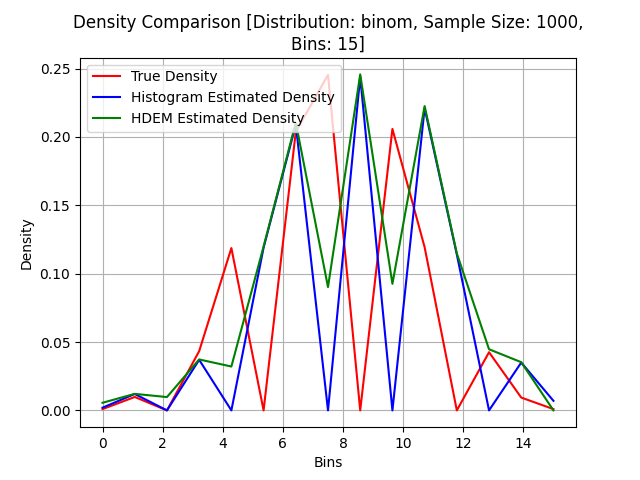 Density Comparison [Distribution: binom, Sample Size: 1000,
Bins: 15]
True Density
Histogram Estimated Density
HDEM Estimated Density
0.25
0.20
0.15
0.10
0.05
0.00
Density
0 2 4 6 8 10 12 14
Bins